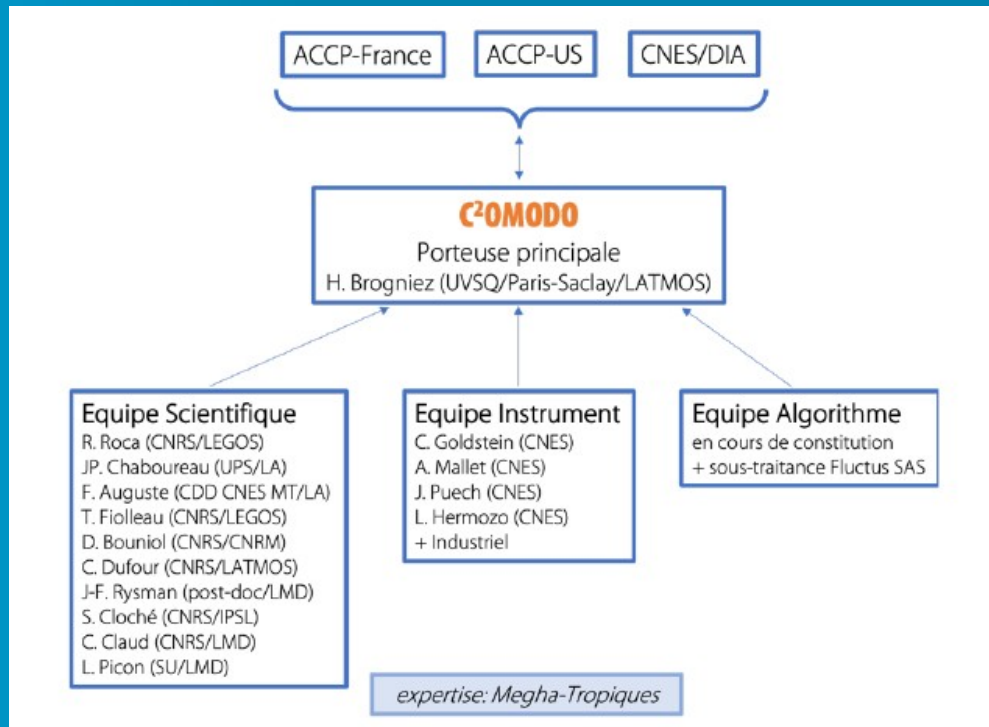 ACCP-France
ACCP-US
CNES/DIA
C²OMODO
Porteuse principale
H. Brogniez (UVSQ/Paris-Saclay/LATMOS)
Equipe Scientifique
R. Roca (CNRS/LEGOS)
JP. Chaboureau (UPS/LA)
F. Auguste (CDD CNES MT/LA)
T. Fiolleau (CNRS/LEGOS)
D. Bouniol (CNRS/CNRM)
C. Dufour (CNRS/LATMOS)
J-F. Rysman (post-doc/LMD)
S. Cloché (CNRS/IPSL)
C. Claud (CNRS/LMD)
L. Picon (SU/LMD)
Equipe Instrument
C. Goldstein (CNES)
A. Mallet (CNES)
J. Puech (CNES)
L. Hermozo (CNES)
+ Industriel
Equipe Algorithme
en cours de constitution
+ sous-traitance Fluctus SAS
expertise: Megha-Tropiques